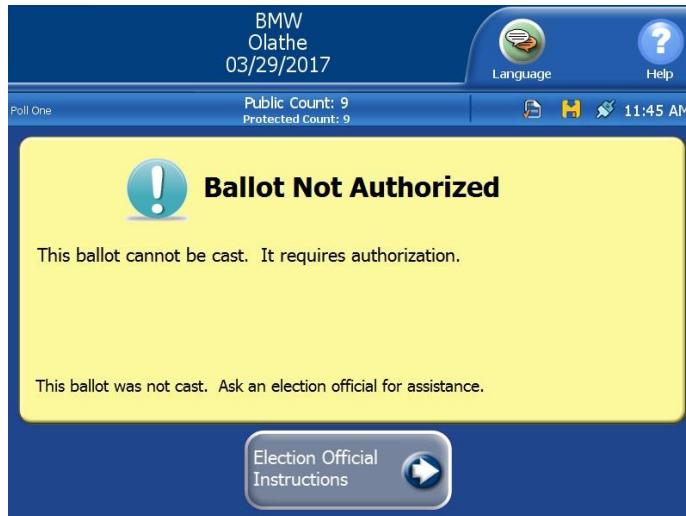 BMW
Olathe
03/29/2017
Language
Help
Poll One
Public Count: 9
Protected Count: 9
11:45 AM
Ballot Not Authorized
This ballot cannot be cast. It requires authorization.
This ballot was not cast. Ask an election official for assistance.
Election Official
Instructions